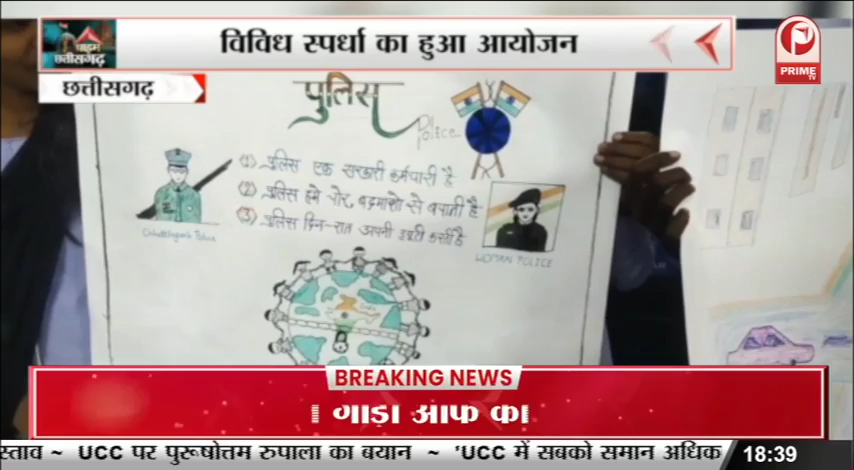 विविध स्पर्धा का हुआ आयोजन
प्राइम
छत्तीसगढ़
PRIME
TV
छत्तीसगढ़
पुलिस
Police
(1) पुलिस एक सरकारी कर्मचारी है
(2) पुलिस हमे चोर, बदमाशो से बचाती है
(3) पुलिस दिन-रात अपनी ड्यूटी करती है
Chhattisgarh Police
WOMAN POLICE
BREAKING NEWS
गार्ड ऑफ का
स्ताव ~ UCC पर पुरूषोत्तम रुपाला का बयान ~ 'UCC में सबको समान अधिक
18:39